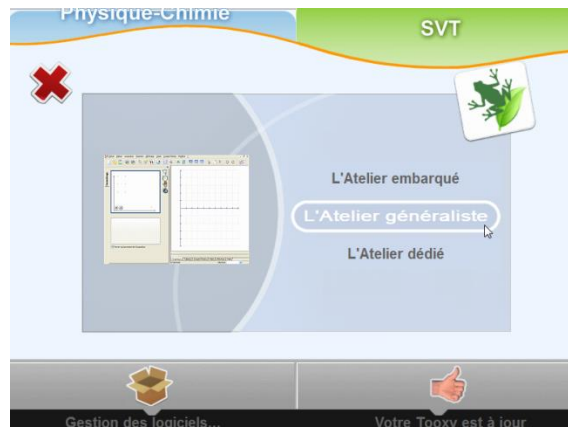 Physique-Chimie
SVT
L'Atelier embarqué
L'Atelier généraliste
L'Atelier dédié
Gestion des logiciels...
Votre Tooxy est à jour